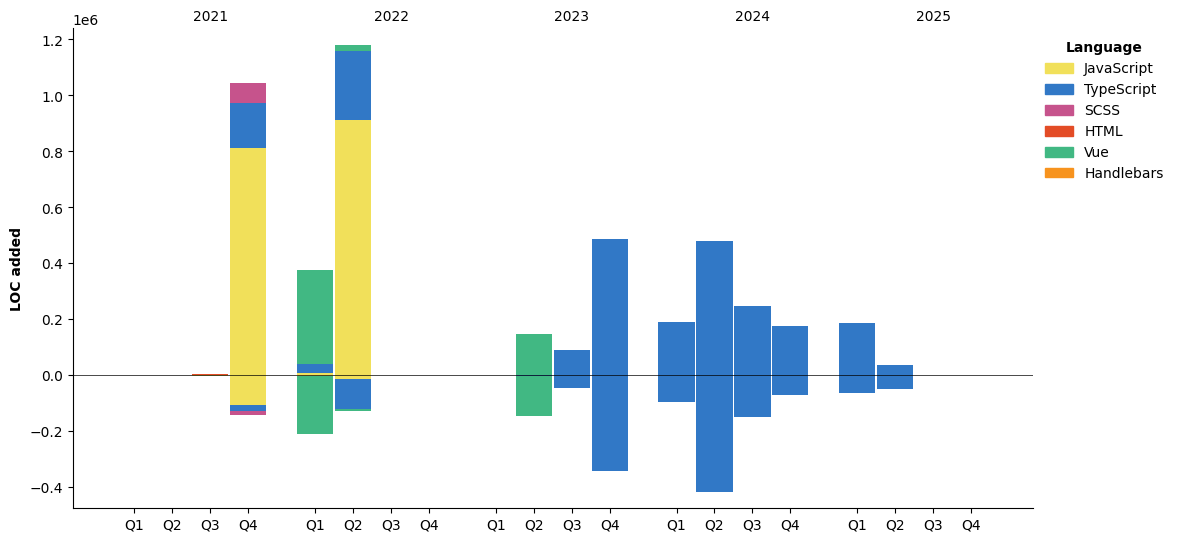 1e6
2021 2022 2023 2024 2025
1.2
1.0
0.8
0.6
0.4
0.2
0.0
−0.2
−0.4
LOC added
Q1 Q2 Q3 Q4 Q1 Q2 Q3 Q4 Q1 Q2 Q3 Q4 Q1 Q2 Q3 Q4 Q1 Q2 Q3 Q4
Language
JavaScript
TypeScript
SCSS
HTML
Vue
Handlebars